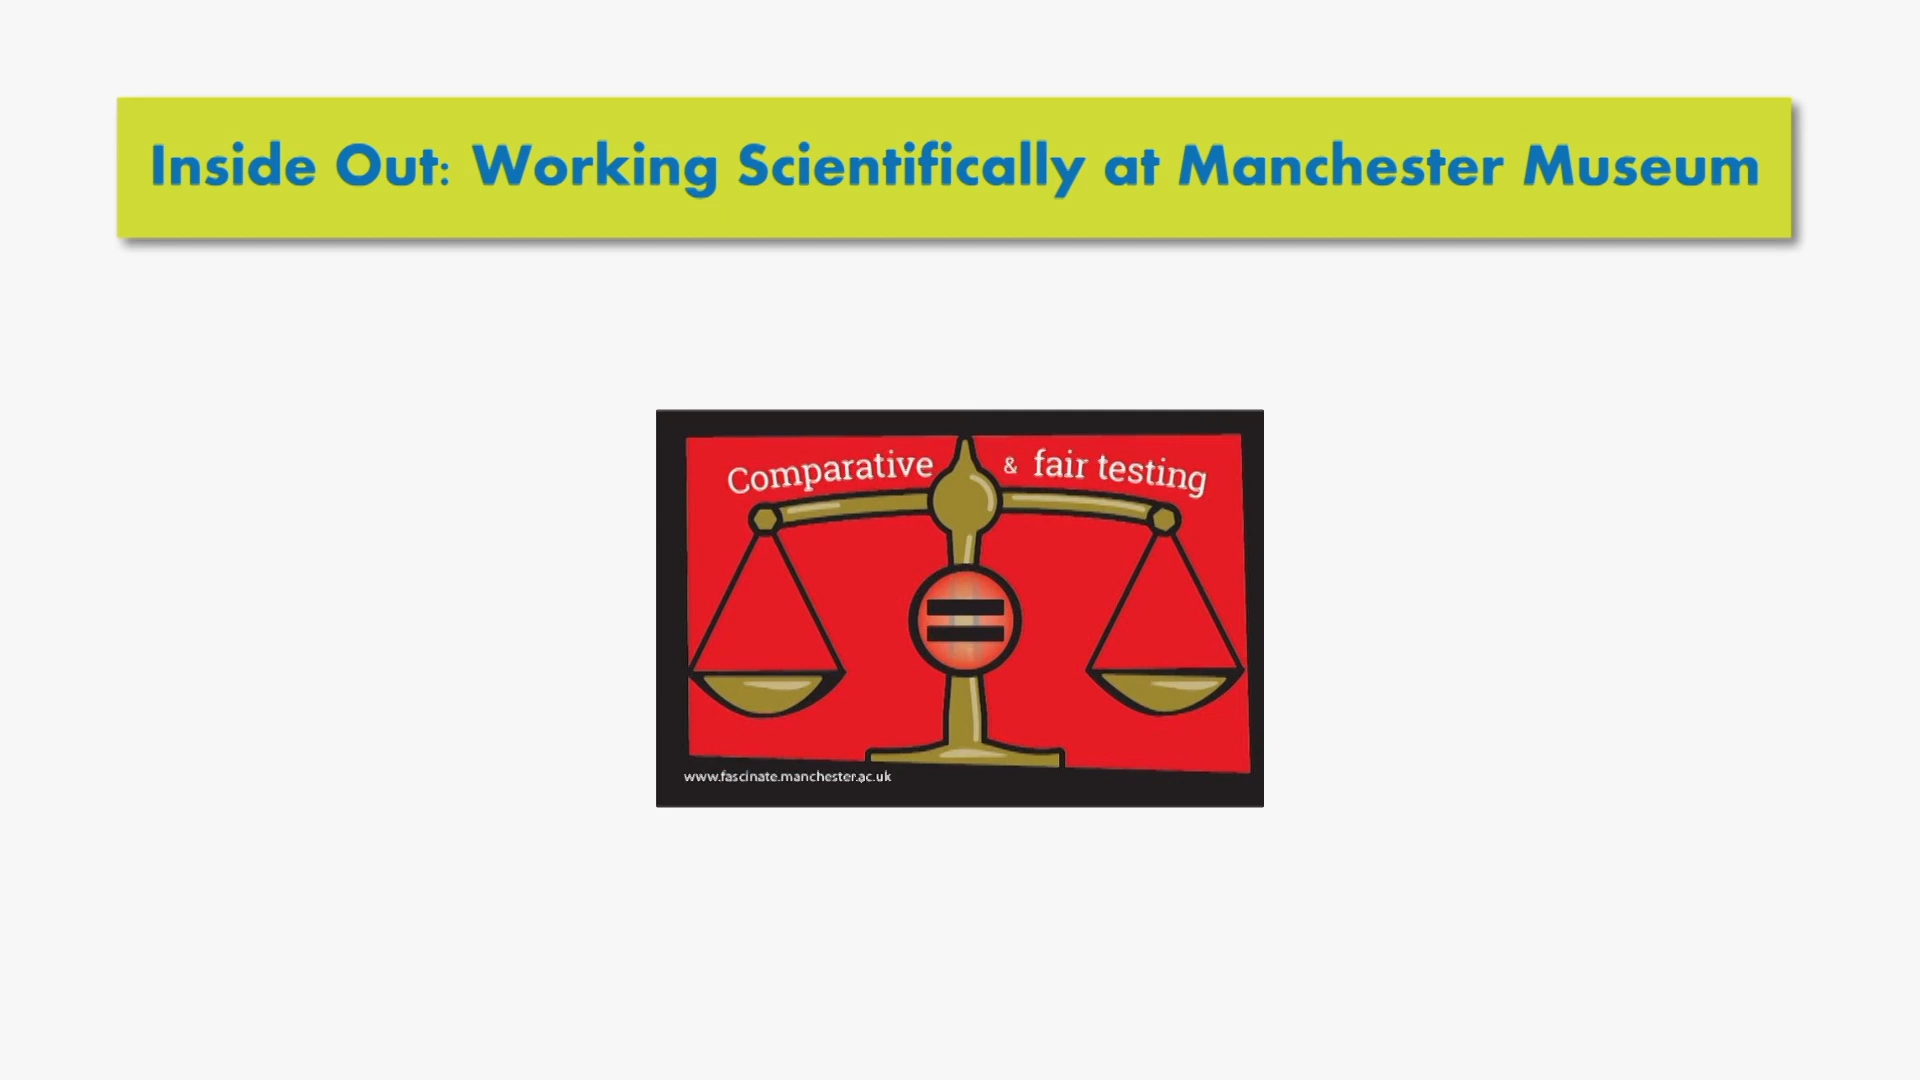 Inside Out: Working Scientifically at Manchester Museum
Comparative & fair testing
www.fascinate.manchester.ac.uk